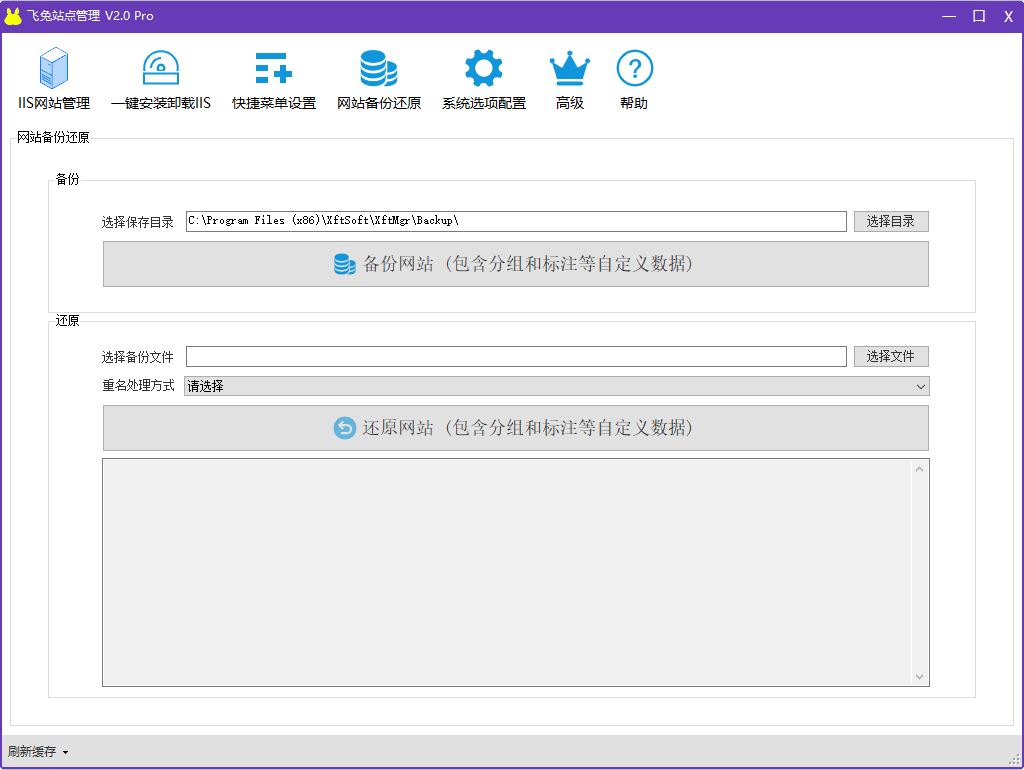 飞兔站点管理 V2.0 Pro
IIS网站管理 一键安装卸载IIS 快捷菜单设置 网站备份还原 系统选项配置 高级 帮助
网站备份还原
备份
选择保存目录 C:\Program Files (x86)\XftSoft\XftMgr\Backup\ 选择目录
备份网站（包含分组和标注等自定义数据）
还原
选择备份文件 选择文件
重名处理方式 请选择
还原网站（包含分组和标注等自定义数据）
刷新缓存